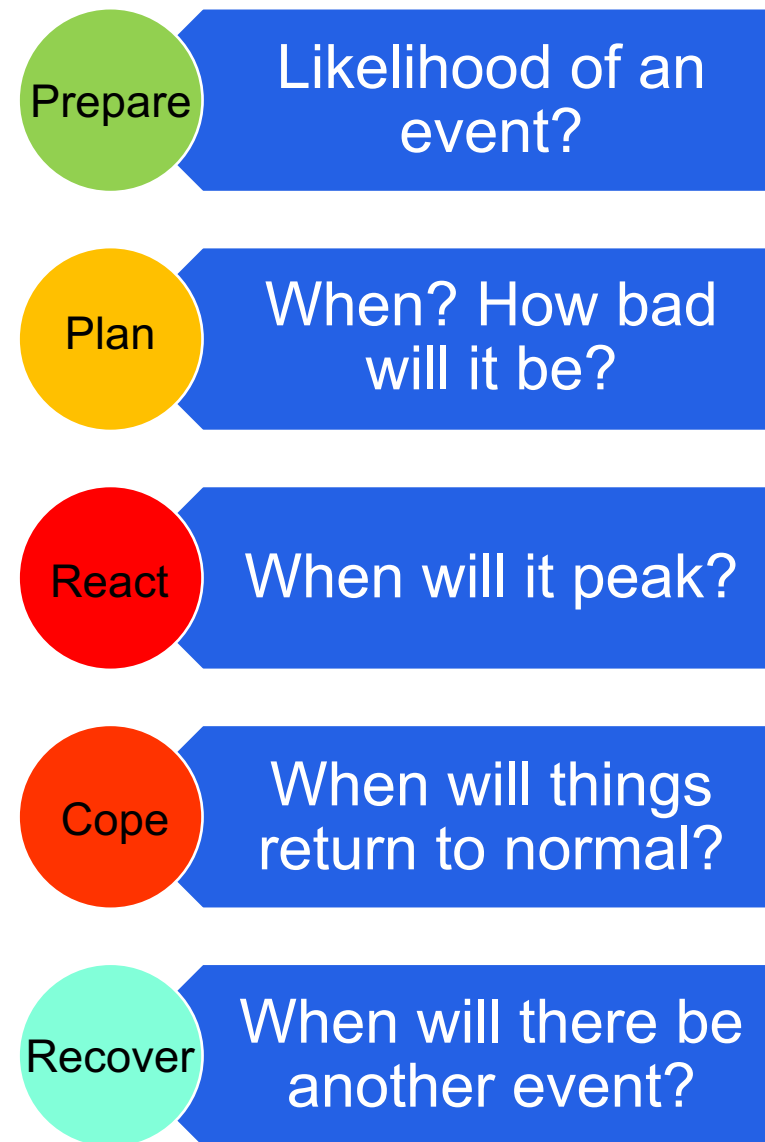 Prepare
Likelihood of an
event?
Plan
When? How bad
will it be?
React
When will it peak?
Cope
When will things
return to normal?
Recover
When will there be
another event?